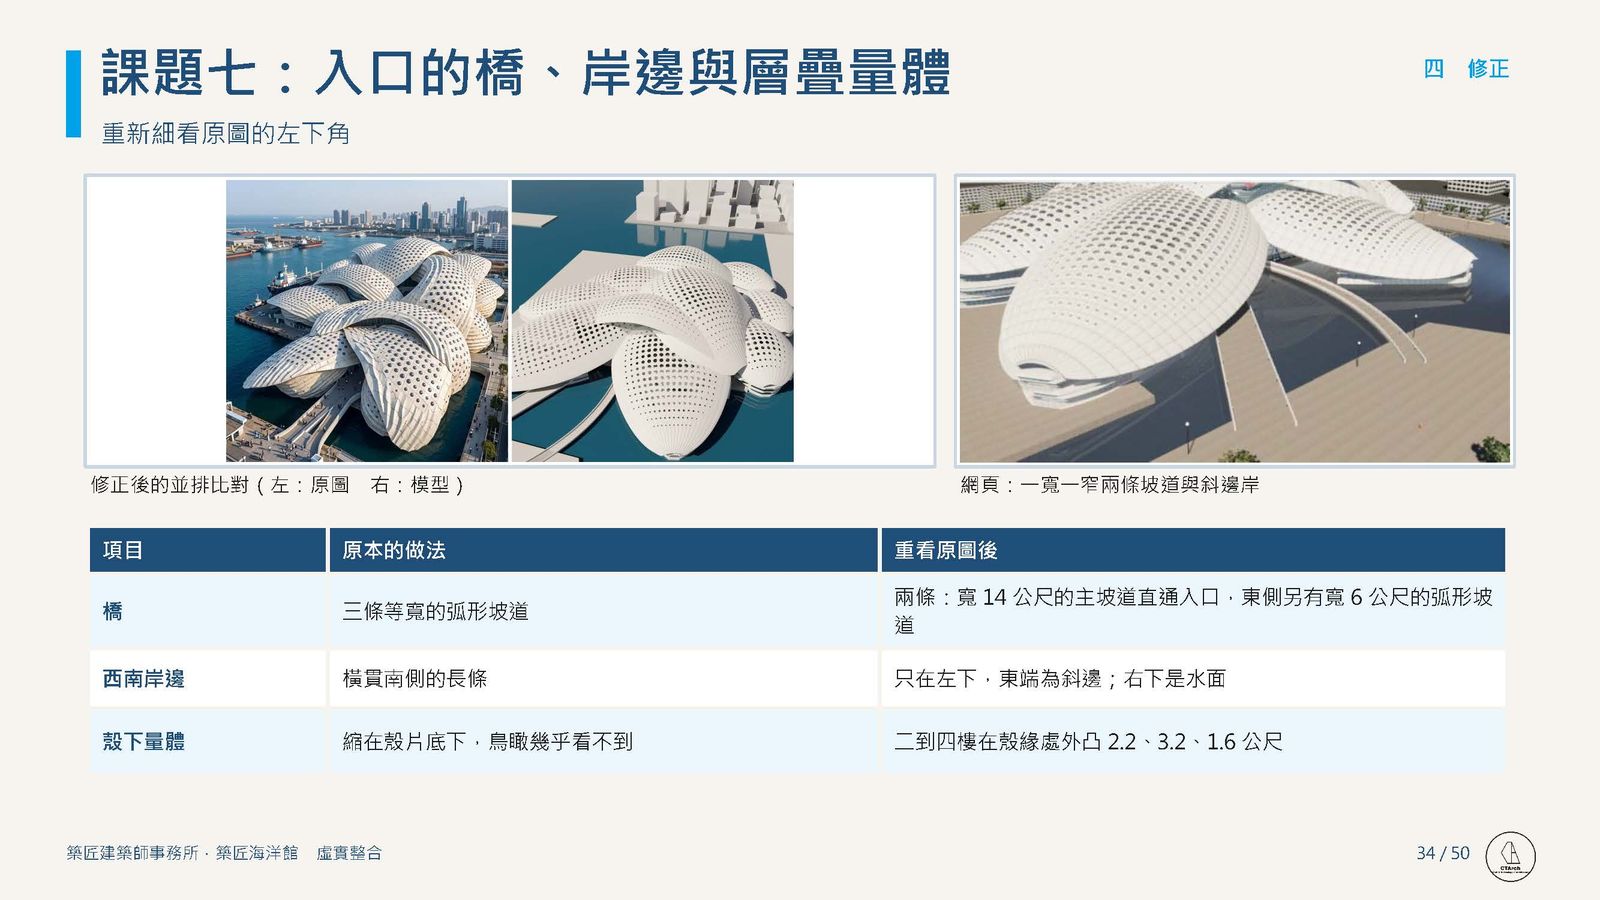 課題七：入口的橋、岸邊與層疊量體
四　修正
重新細看原圖的左下角
修正後的並排比對（左：原圖　右：模型）
網頁：一寬一窄兩條坡道與斜邊岸
項目
原本的做法
重看原圖後
橋
三條等寬的弧形坡道
兩條：寬 14 公尺的主坡道直通入口，東側另有寬 6 公尺的弧形坡
道
西南岸邊
橫貫南側的長條
只在左下，東端為斜邊；右下是水面
殼下量體
縮在殼片底下，鳥瞰幾乎看不到
二到四樓在殼緣處外凸 2.2、3.2、1.6 公尺
築匠建築師事務所．築匠海洋館　虛實整合
34 / 50
CTArch